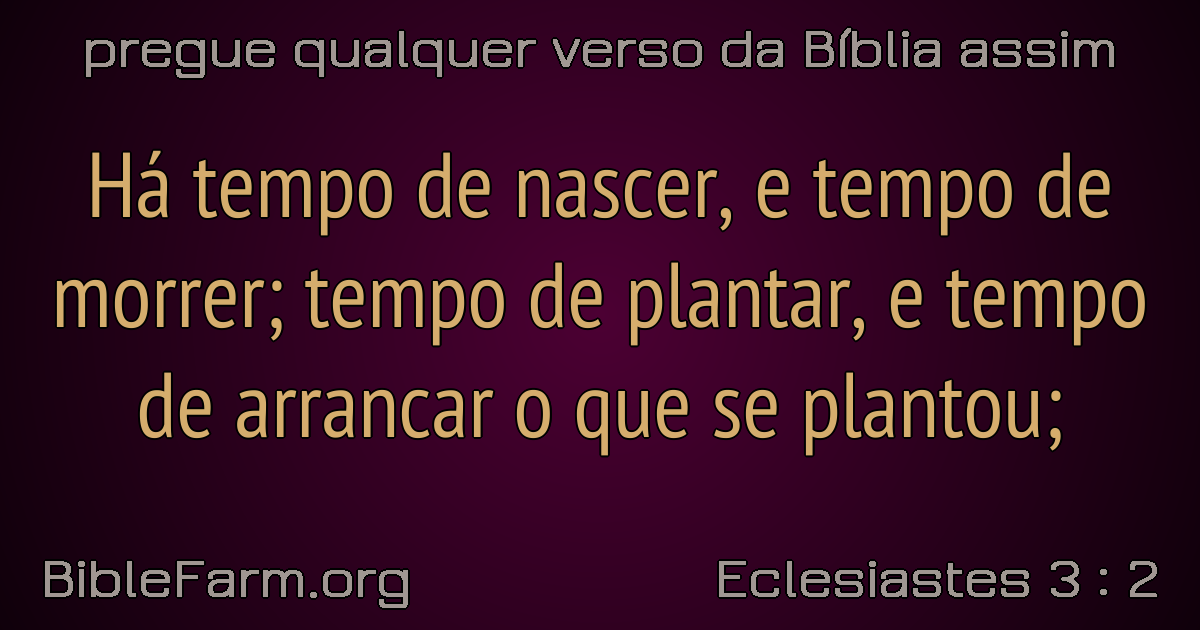 pregue qualquer verso da Bíblia assim
Há tempo de nascer, e tempo de
morrer; tempo de plantar, e tempo
de arrancar o que se plantou;
BibleFarm.org
Eclesiastes 3 : 2